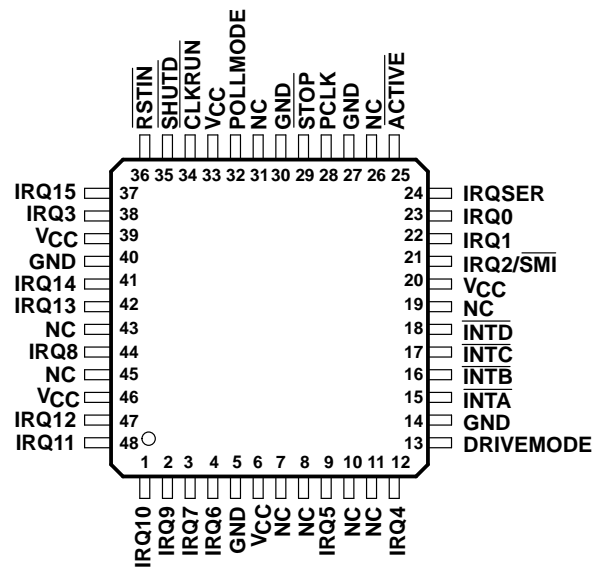 RSTIN
SHUTD
CLKRUN
VCC
POLLMODE
NC
GND
STOP
PCLK
GND
NC
ACTIVE
36 35 34 33 32 31 30 29 28 27 26 25
IRQ15 37
IRQ3 38
VCC 39
GND 40
IRQ14 41
IRQ13 42
NC 43
IRQ8 44
NC 45
VCC 46
IRQ12 47
IRQ11 48
24 IRQSER
23 IRQ0
22 IRQ1
21 IRQ2/SMI
20 VCC
19 NC
18 INTD
17 INTC
16 INTB
15 INTA
14 GND
13 DRIVEMODE
1 2 3 4 5 6 7 8 9 10 11 12
IRQ10
IRQ9
IRQ7
IRQ6
GND
VCC
NC
NC
IRQ5
NC
NC
IRQ4